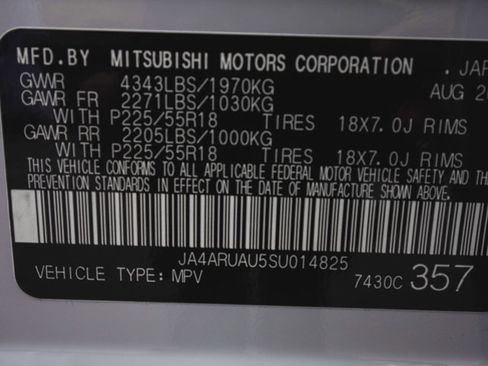 MFD.BY MITSUBISHI MOTORS CORPORATION .JAP
GVWR 4343LBS/1970KG AUG 20
GAWR FR 2271LBS/1030KG
WITH P225/55R18 TIRES 18X7.0J RIMS
GAWR RR 2205LBS/1000KG
WITH P225/55R18 TIRES 18X7.0J RIMS
THIS VEHICLE CONFORMS TO ALL APPLICABLE FEDERAL MOTOR VEHICLE SAFETY AND
PREVENTION STANDARDS IN EFFECT ON THE DATE OF MANUFACTURE SHOWN ABOVE.
JA4ARUAU5SU014825
VEHICLE TYPE: MPV 7430C 357